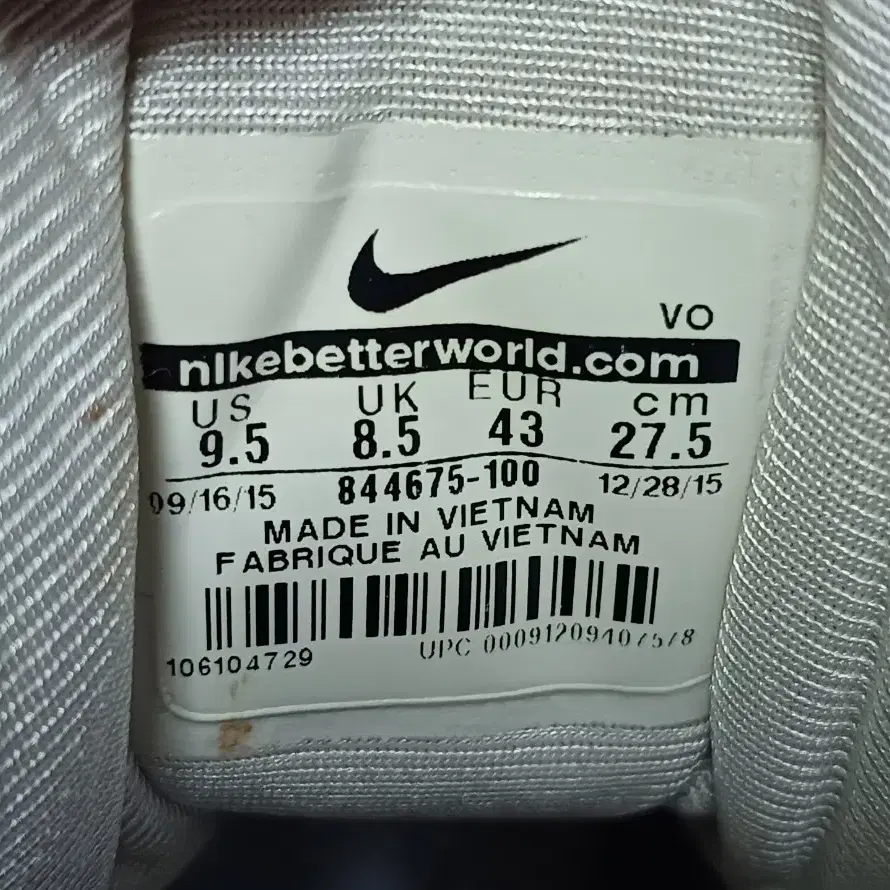 VO
nikebetterworld.com
US UK EUR cm
9.5 8.5 43 27.5
09/16/15 844675-100 12/28/15
MADE IN VIETNAM
FABRIQUE AU VIETNAM
106104729 UPC